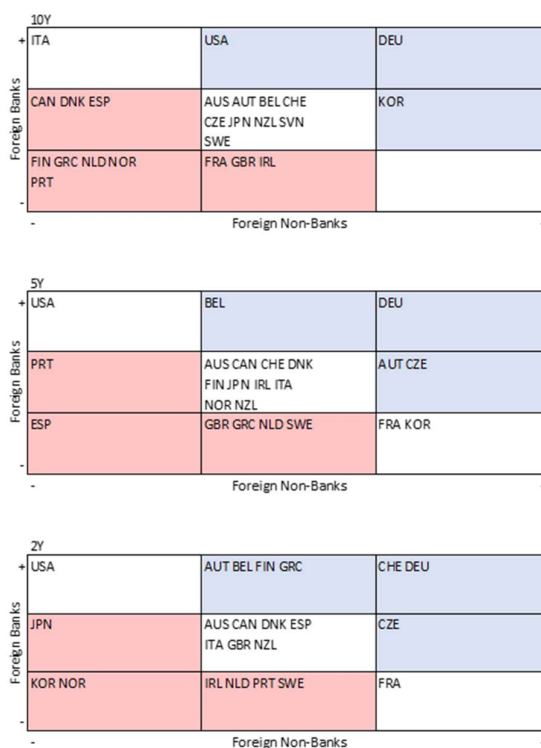 10Y
+ ITA USA DEU
CAN DNK ESP AUS AUT BEL CHE KOR
CZE JPN NZL SVN
SWE
Foreign Banks
FIN GRC NLD NOR FRA GBR IRL
PRT
-
- Foreign Non-Banks
5Y
+ USA BEL DEU
PRT AUS CAN CHE DNK AUT CZE
FIN JPN IRL ITA
NOR NZL
Foreign Banks
ESP GBR GRC NLD SWE FRA KOR
-
- Foreign Non-Banks
2Y
+ USA AUT BEL FIN GRC CHE DEU
JPN AUS CAN DNK ESP CZE
ITA GBR NZL
Foreign Banks
KOR NOR IRL NLD PRT SWE FRA
-
- Foreign Non-Banks